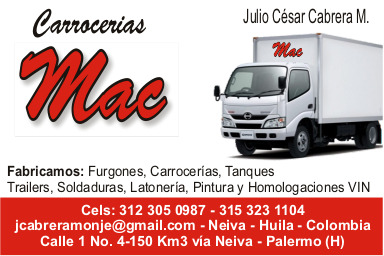 Carrocerias
Mac
Julio César Cabrera M.
Mac
Fabricamos: Furgones, Carrocerías, Tanques
Trailers, Soldaduras, Latonería, Pintura y Homologaciones VIN
Cels: 312 305 0987 - 315 323 1104
jcabreramonje@gmail.com - Neiva - Huila - Colombia
Calle 1 No. 4-150 Km3 vía Neiva - Palermo (H)